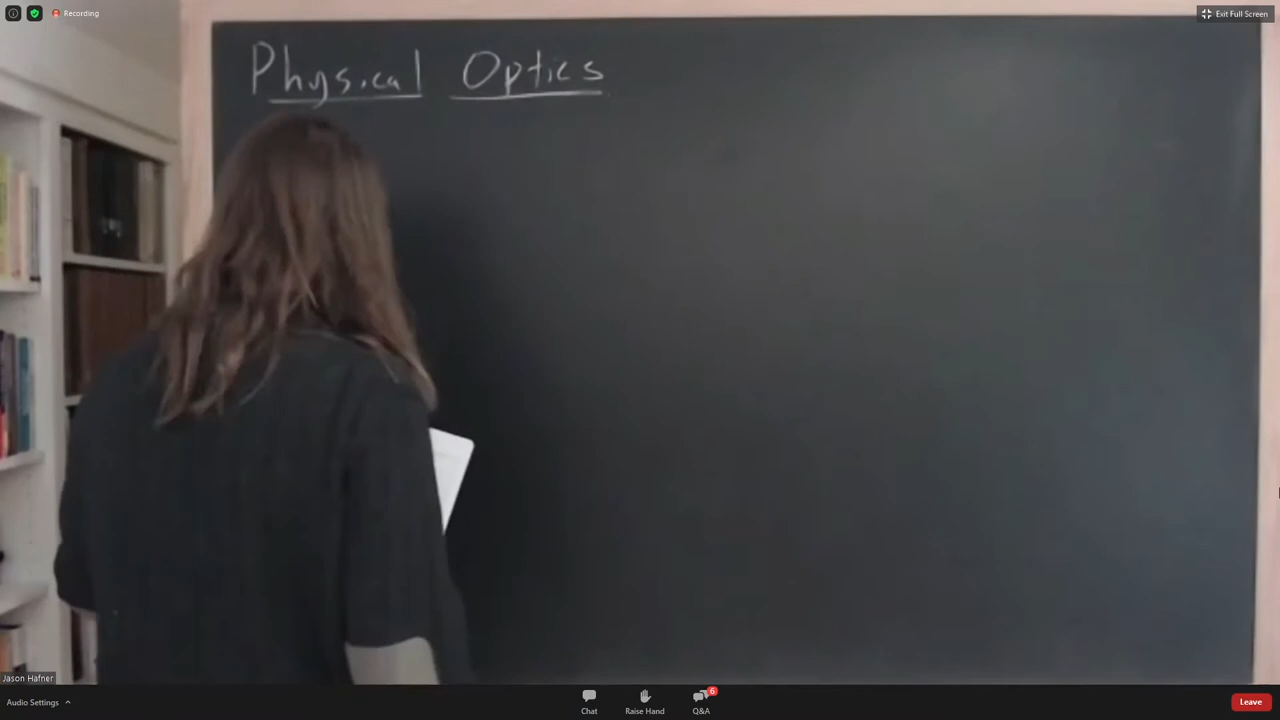 Recording
Exit Full Screen
Physical Optics
Jason Hafner
Audio Settings
Chat
Raise Hand
6
Q&A
Leave